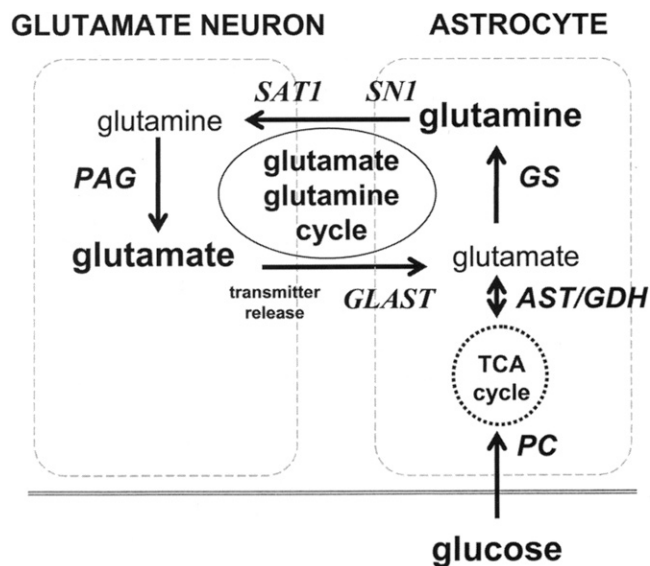 GLUTAMATE NEURON
ASTROCYTE
SAT1
SN1
glutamine
glutamine
PAG
glutamate
glutamine
cycle
GS
glutamate
glutamate
transmitter
release
GLAST
AST/GDH
TCA
cycle
PC
glucose